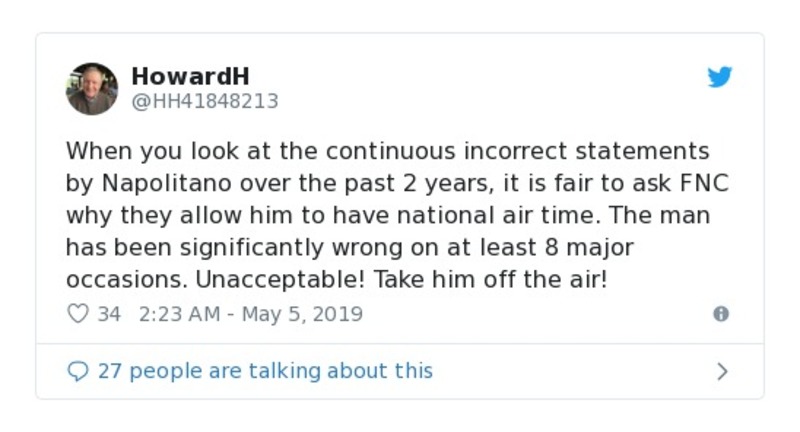 HowardH
@HH41848213
When you look at the continuous incorrect statements
by Napolitano over the past 2 years, it is fair to ask FNC
why they allow him to have national air time. The man
has been significantly wrong on at least 8 major
occasions. Unacceptable! Take him off the air!
34 2:23 AM - May 5, 2019
27 people are talking about this